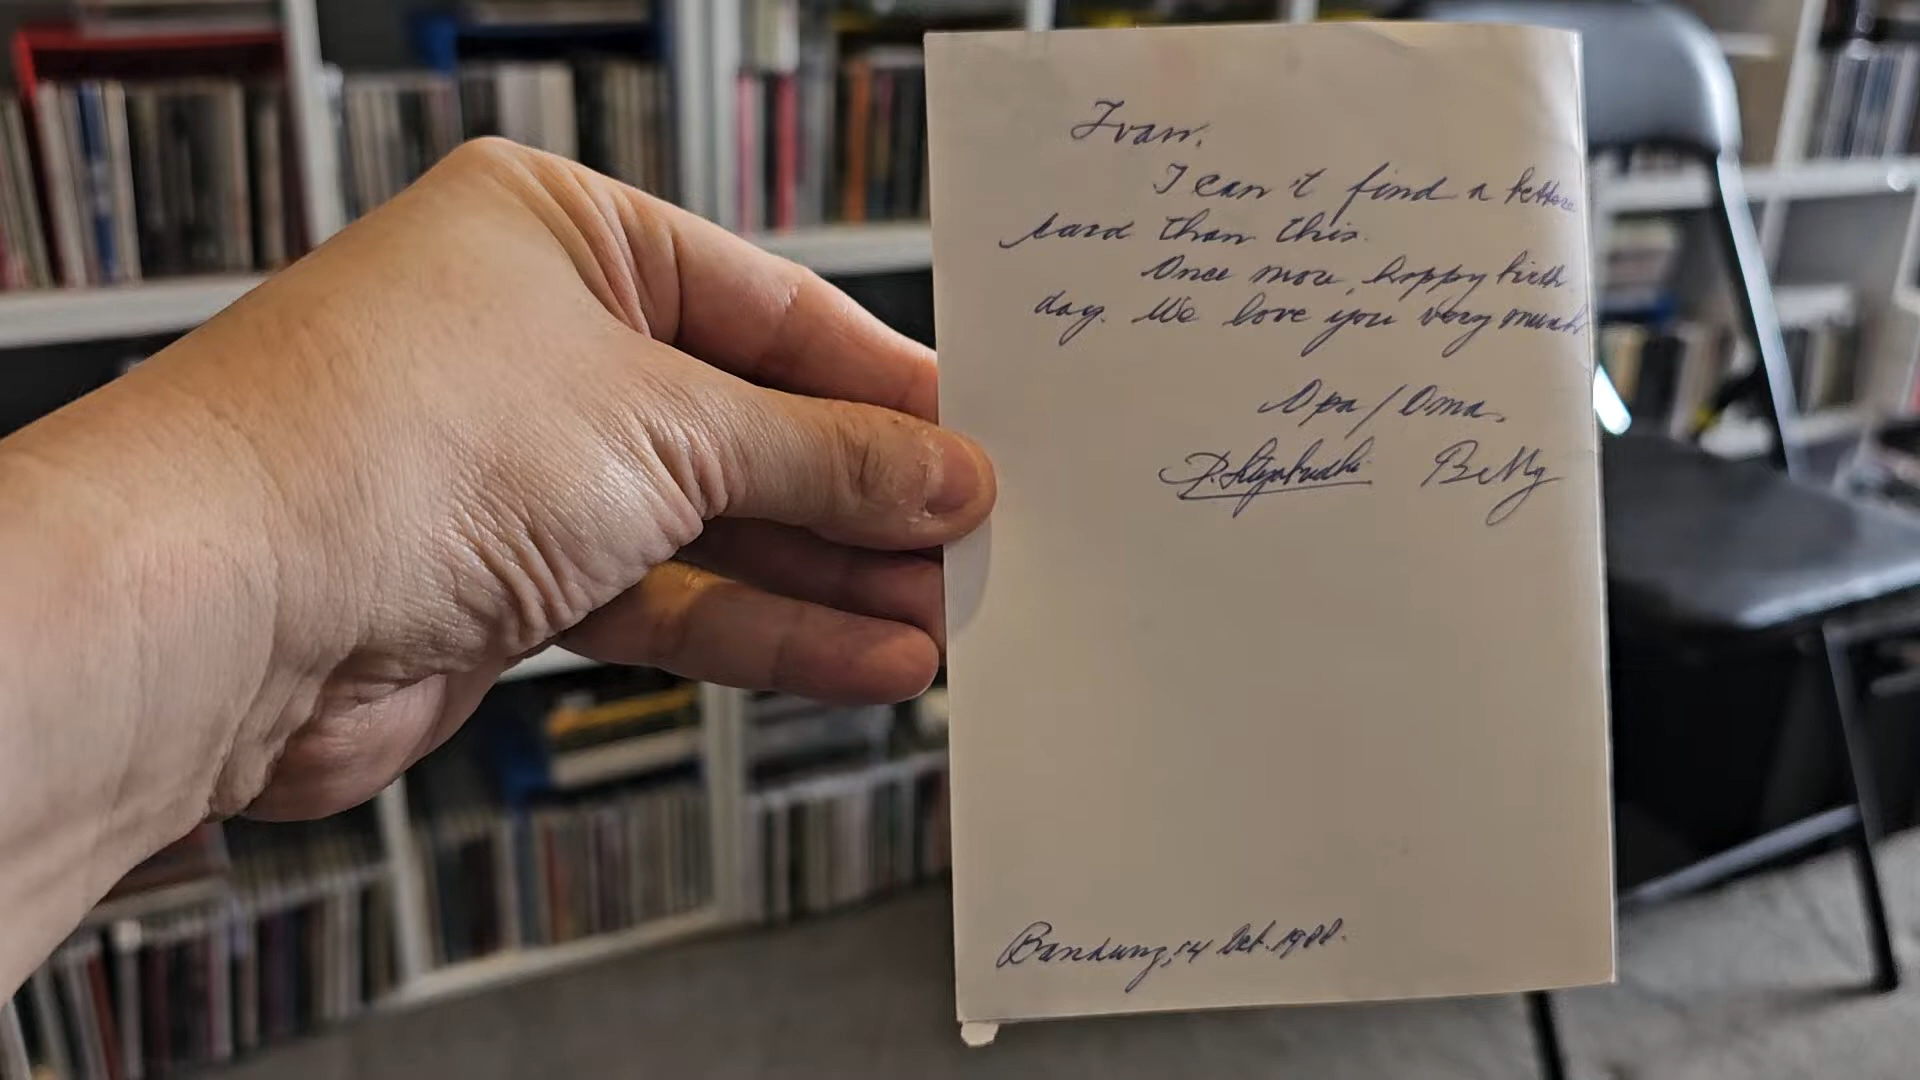 Ivan,
I can't find a better
card than this.
Once more, happy birth
day. We love you very much.
Opa/Oma,
Betty
Bandung, 14 Oct. 1988.